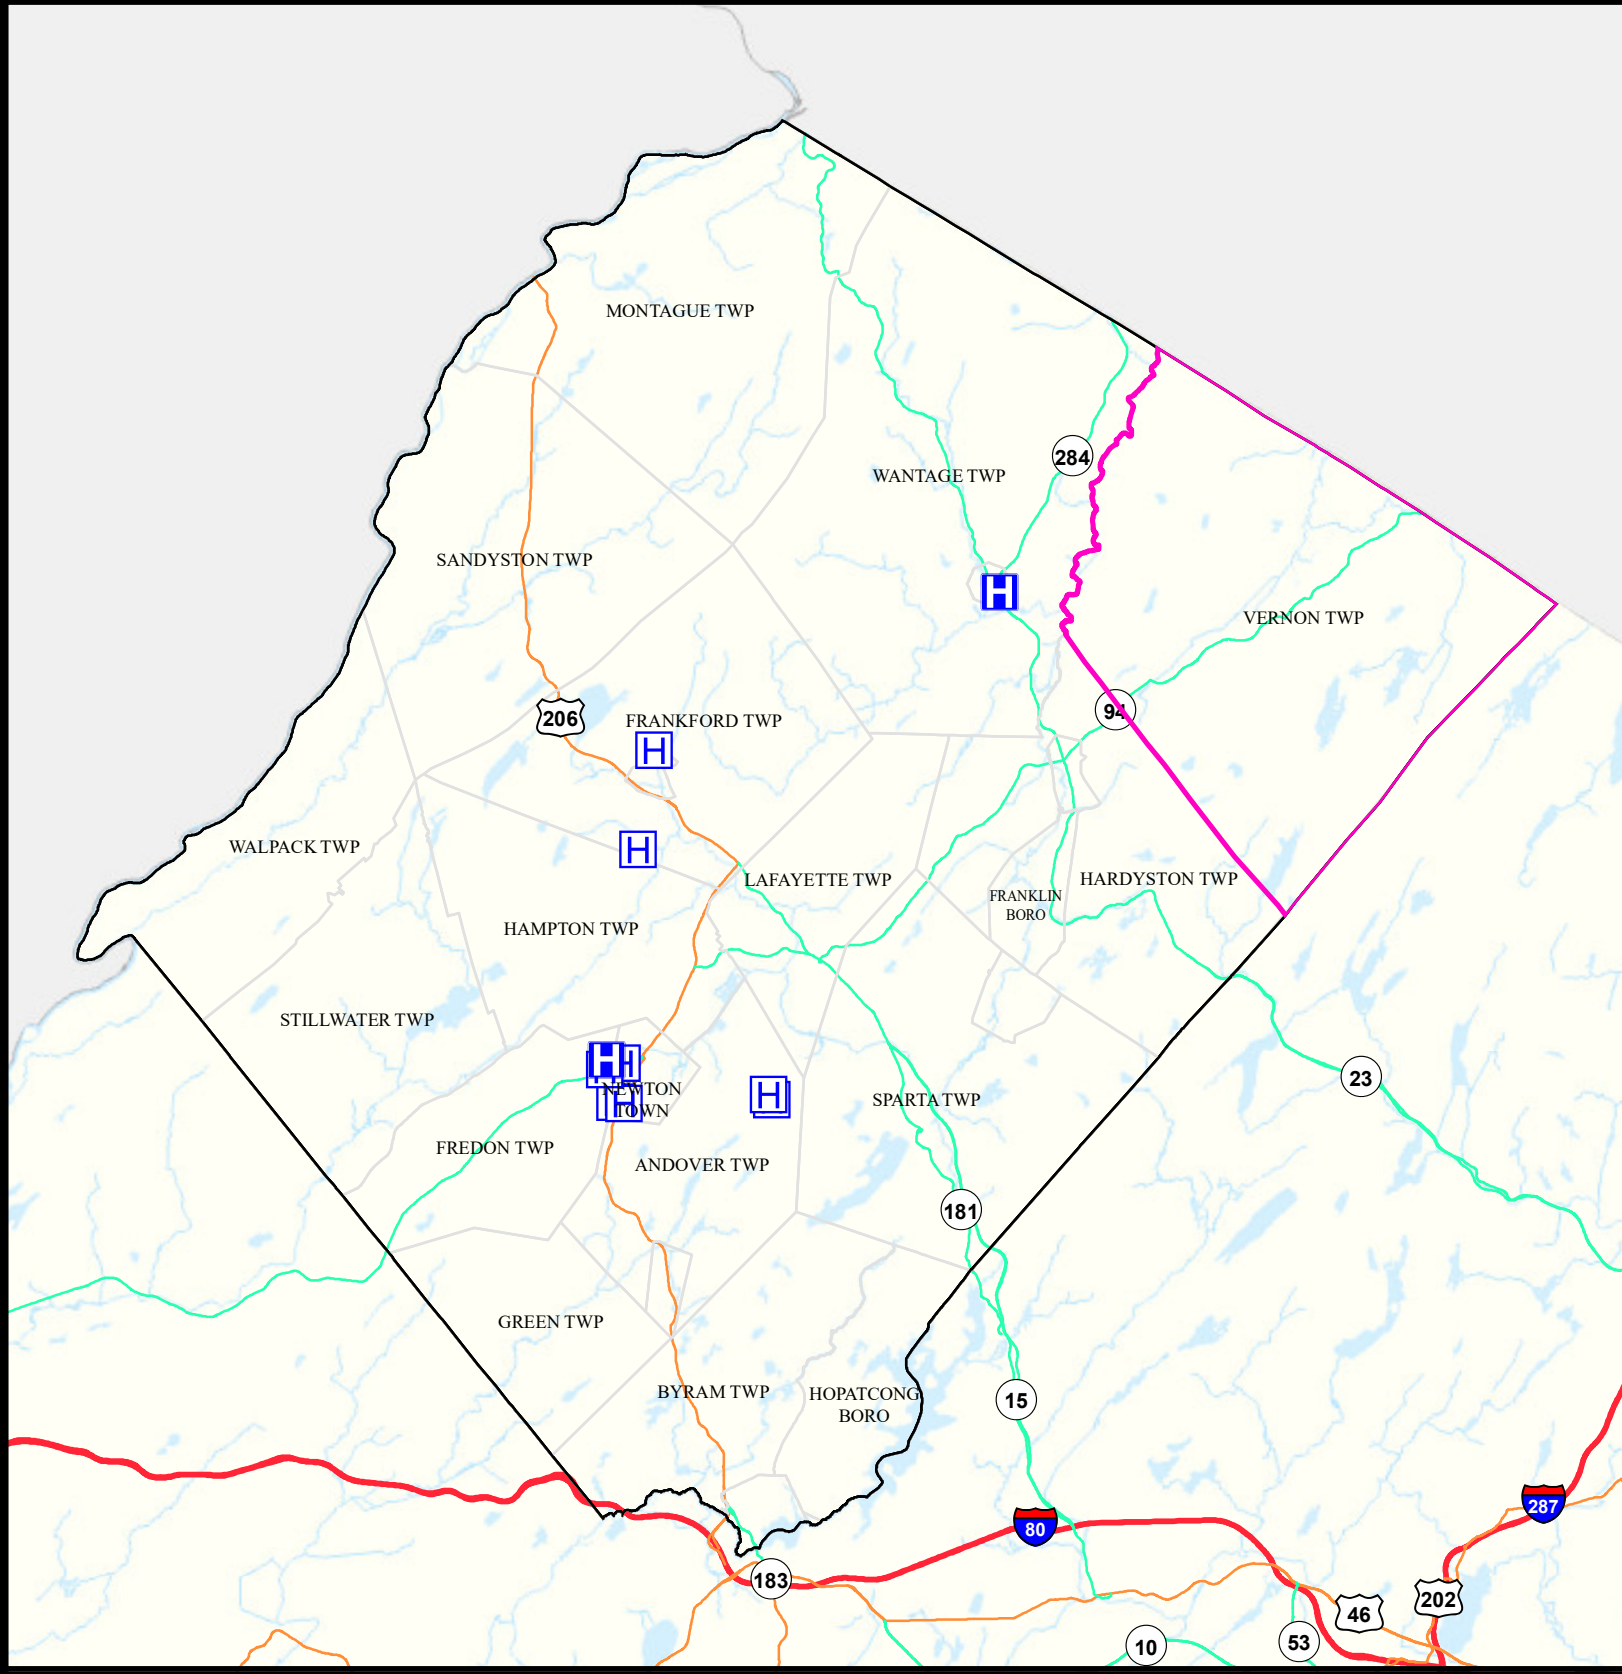 MONTAGUE TWP
284
WANTAGE TWP
SANDYSTON TWP
H
VERNON TWP
94
206
FRANKFORD TWP
H
H
WALPACK TWP
LAFAYETTE TWP
HARDYSTON TWP
FRANKLIN
BORO
HAMPTON TWP
STILLWATER TWP
H
H
NEWTON
TOWN
H
H
23
SPARTA TWP
FREDON TWP
ANDOVER TWP
181
GREEN TWP
BYRAM TWP
HOPATCONG
BORO
15
287
80
183
202
46
53
10